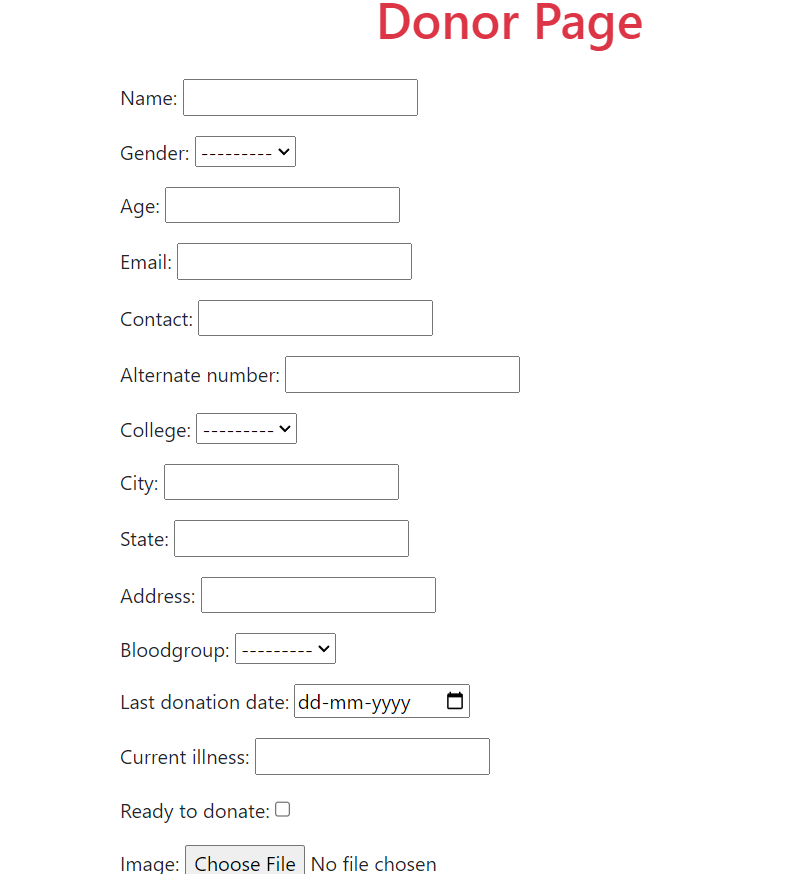 Donor Page
Name:
Gender: ---------
Age:
Email:
Contact:
Alternate number:
College: ---------
City:
State:
Address:
Bloodgroup: ---------
Last donation date: dd-mm-yyyy
Current illness:
Ready to donate:
Image: Choose File No file chosen